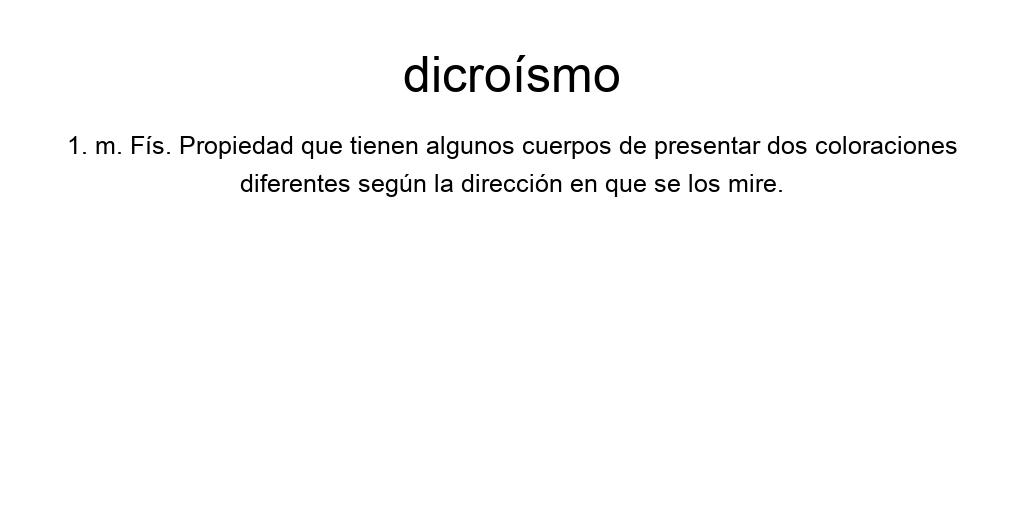 dicroísmo
1. m. Fís. Propiedad que tienen algunos cuerpos de presentar dos coloraciones
diferentes según la dirección en que se los mire.